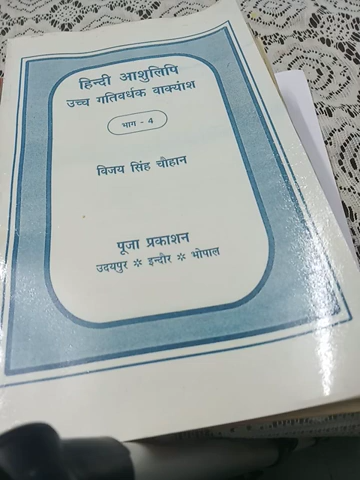 हिन्दी आशुलिपि
उच्च गतिवर्धक वाक्यांश
भाग - 4
विजय सिंह चौहान
पूजा प्रकाशन
उदयपुर * इन्दौर * भोपाल